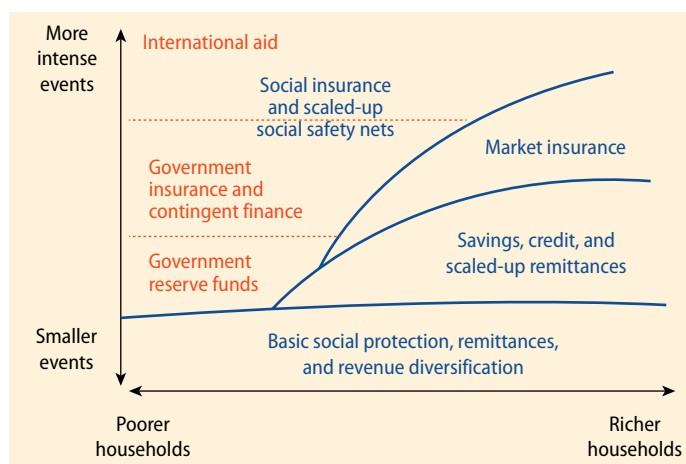 More
intense
events
International aid
Social insurance
and scaled-up
social safety nets
Market insurance
Government
insurance and
contingent finance
Savings, credit, and
scaled-up remittances
Government
reserve funds
Smaller
events
Basic social protection, remittances,
and revenue diversification
Poorer
households
Richer
households